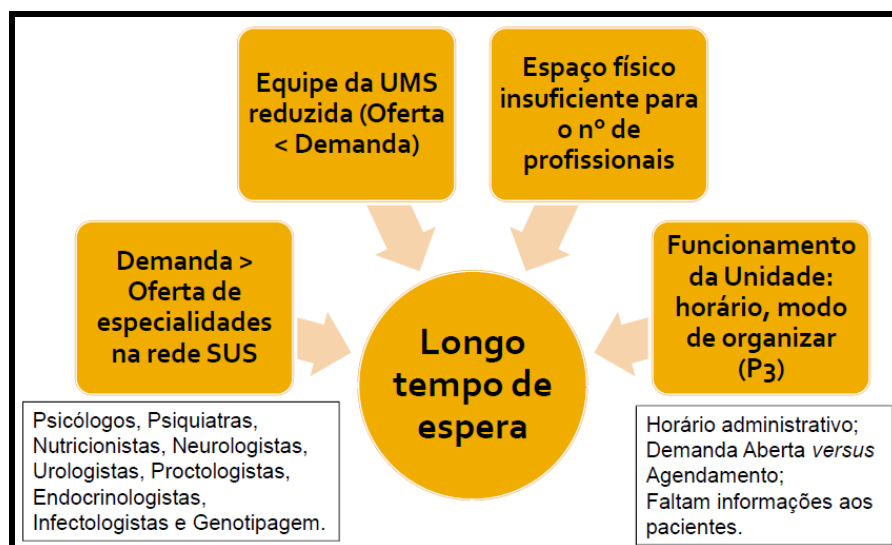 Equipe da UMS
reduzida (Oferta
< Demanda)
Espaço físico
insuficiente para
o nº de
profissionais
Demanda >
Oferta de
especialidades
na rede SUS
Longo
tempo de
espera
Funcionamento
da Unidade:
horário, modo
de organizar
(P3)
Psicólogos, Psiquiatras,
Nutricionistas, Neurologistas,
Urologistas, Proctologistas,
Endocrinologistas,
Infectologistas e Genotipagem.
Horário administrativo;
Demanda Aberta versus
Agendamento;
Faltam informações aos
pacientes.